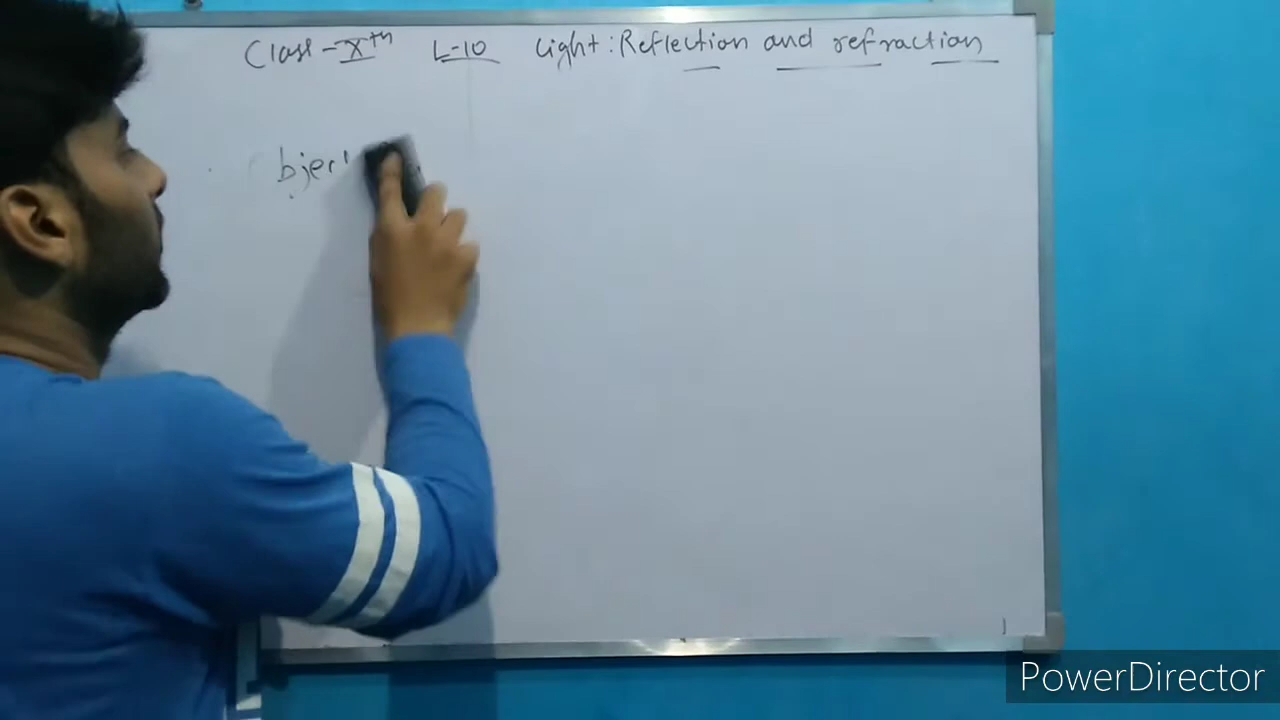 Class-Xth L-10 Light: Reflection and refraction
bject
PowerDirector